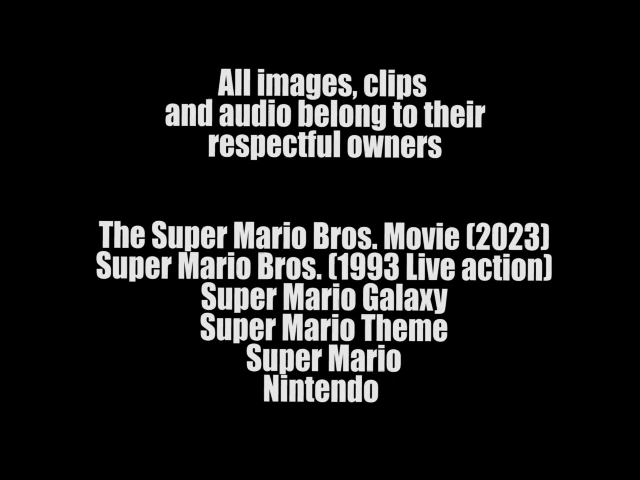 All images, clips
and audio belong to their
respectful owners
The Super Mario Bros. Movie (2023)
Super Mario Bros. (1993 Live action)
Super Mario Galaxy
Super Mario Theme
Super Mario
Nintendo